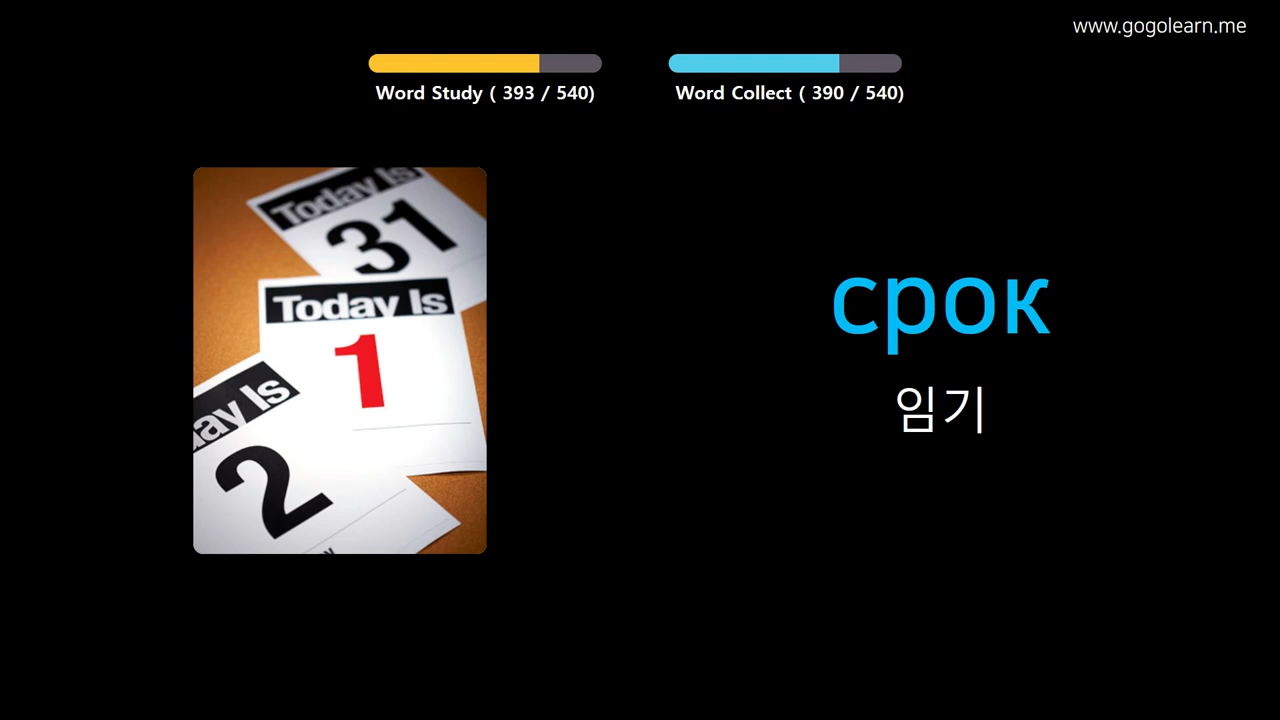 www.gogolearn.me
Word Study ( 393 / 540)
Word Collect ( 390 / 540)
Today Is
31
Today Is
1
day Is
2
срок
임기